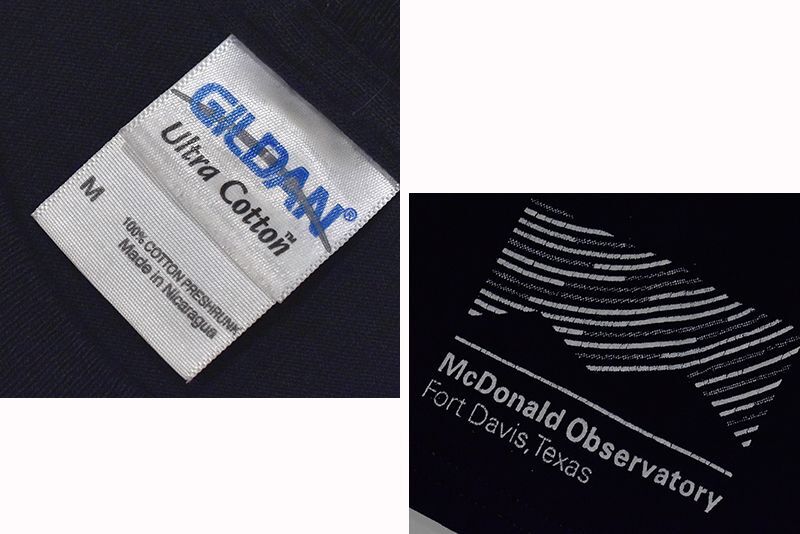 GILDAN®
Ultra Cotton™
M
100% COTTON PRESHRUNK
Made in Nicaragua
McDonald Observatory
Fort Davis, Texas